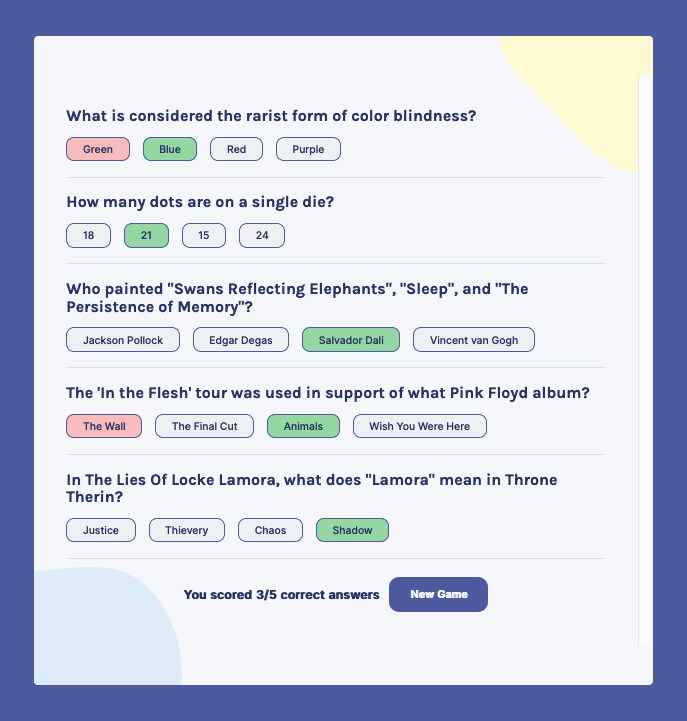 What is considered the rarist form of color blindness?
Green Blue Red Purple
How many dots are on a single die?
18 21 15 24
Who painted "Swans Reflecting Elephants", "Sleep", and "The
Persistence of Memory"?
Jackson Pollock Edgar Degas Salvador Dali Vincent van Gogh
The 'In the Flesh' tour was used in support of what Pink Floyd album?
The Wall The Final Cut Animals Wish You Were Here
In The Lies Of Locke Lamora, what does "Lamora" mean in Throne
Therin?
Justice Thievery Chaos Shadow
You scored 3/5 correct answers New Game